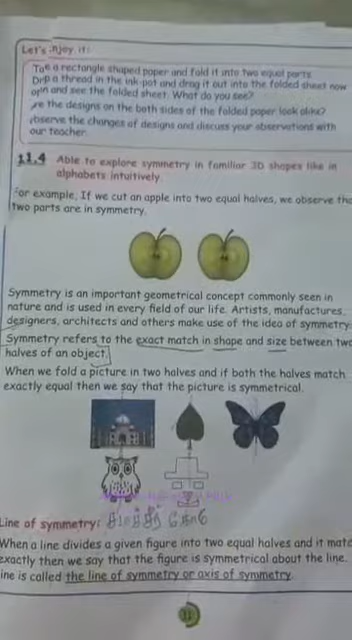 Let's enjoy it:
Take a rectangle shaped paper and fold it into two equal parts.
Drip a thread in the ink-pot and drag it out into the folded sheet now
open and see the folded sheet. What do you see?
Are the designs on the both sides of the folded paper look alike?
Observe the changes of designs and discuss your observations with
our teacher.
11.4 Able to explore symmetry in familiar 3D shapes like in
alphabets intuitively.
For example, If we cut an apple into two equal halves, we observe tha
two parts are in symmetry.
Symmetry is an important geometrical concept commonly seen in
nature and is used in every field of our life. Artists, manufactures,
designers, architects and others make use of the idea of symmetry.
Symmetry refers to the exact match in shape and size between two
halves of an object.
When we fold a picture in two halves and if both the halves match
exactly equal then we say that the picture is symmetrical.
Line of symmetry:
When a line divides a given figure into two equal halves and it matc
exactly then we say that the figure is symmetrical about the line.
ine is called the line of symmetry or axis of symmetry.